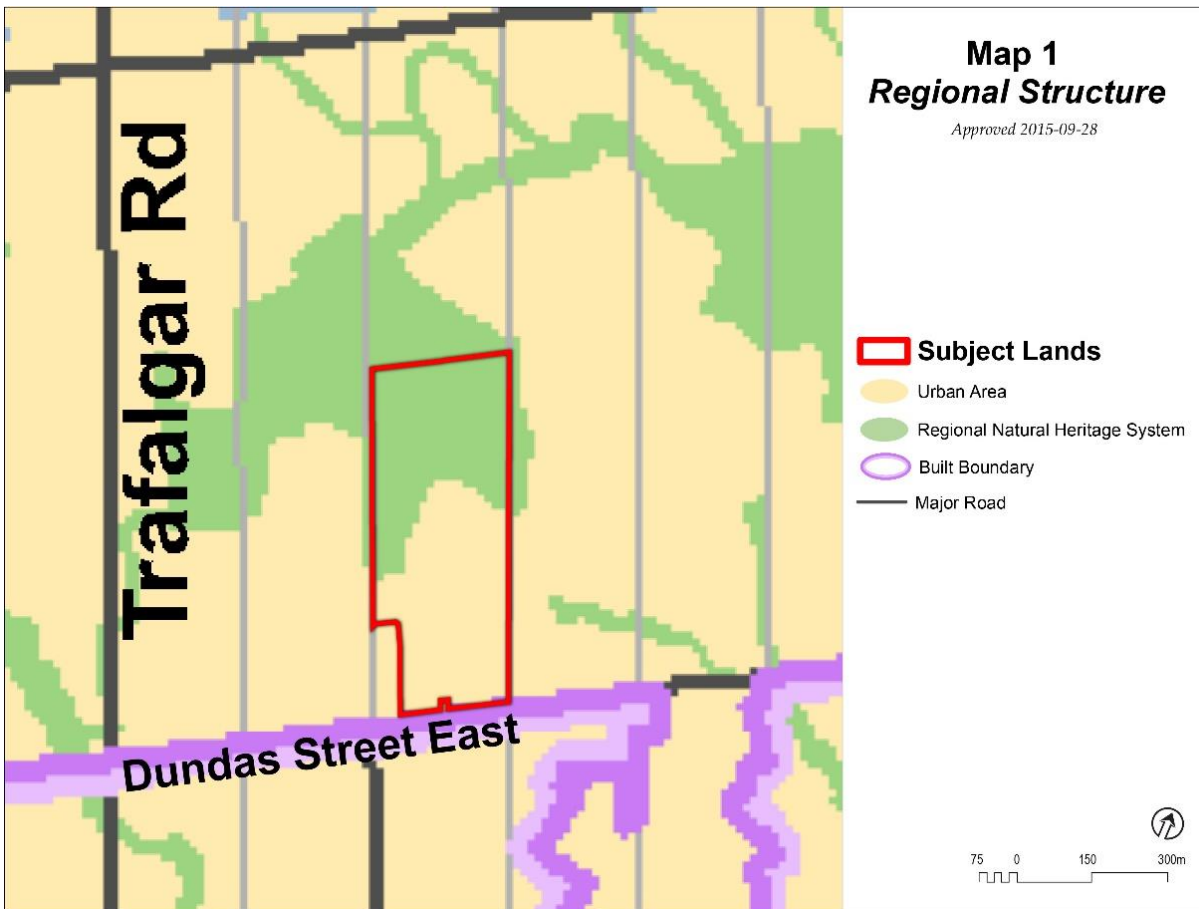 Map 1
Regional Structure
Approved 2015-09-28
Trafalgar Rd
Dundas Street East
Subject Lands
Urban Area
Regional Natural Heritage System
Built Boundary
Major Road
75 0 150 300m